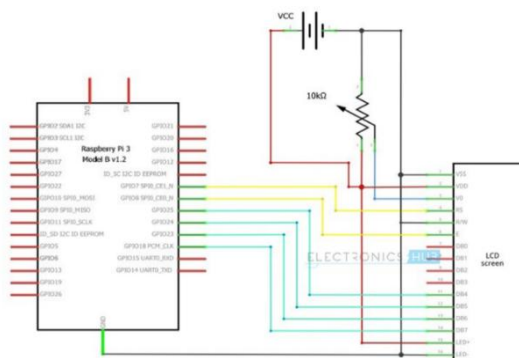 VCC
10kΩ
3V3
5V
Raspberry Pi 3
Model B v1.2
GPIO2 SDA1 I2C
GPIO3 SCL1 I2C
GPIO4
GPIO17
GPIO27
GPIO22
GPIO10 SPI0_MOSI
GPIO9 SPI0_MISO
GPIO11 SPI0_SCLK
ID_SD I2C ID EEPROM
GPIO5
GPIO6
GPIO13
GPIO19
GPIO26
GPIO21
GPIO20
GPIO16
GPIO12
ID_SC I2C ID EEPROM
GPIO7 SPI0_CE1_N
GPIO8 SPI0_CE0_N
GPIO25
GPIO24
GPIO23
GPIO18 PCM_CLK
GPIO15 UART0_RXD
GPIO14 UART0_TXD
GND
VSS
VDD
V0
RS
R/W
E
DB0
DB1
DB2
DB3
DB4
DB5
DB6
DB7
LED+
LED-
LCD
screen
ELECTRONICS HUB